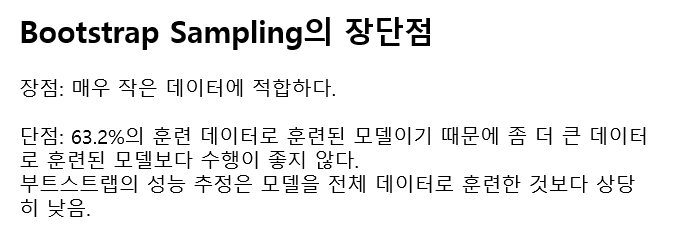 Bootstrap Sampling의 장단점
장점: 매우 작은 데이터에 적합하다.
단점: 63.2%의 훈련 데이터로 훈련된 모델이기 때문에 좀 더 큰 데이터
로 훈련된 모델보다 수행이 좋지 않다.
부트스트랩의 성능 추정은 모델을 전체 데이터로 훈련한 것보다 상당
히 낮음.